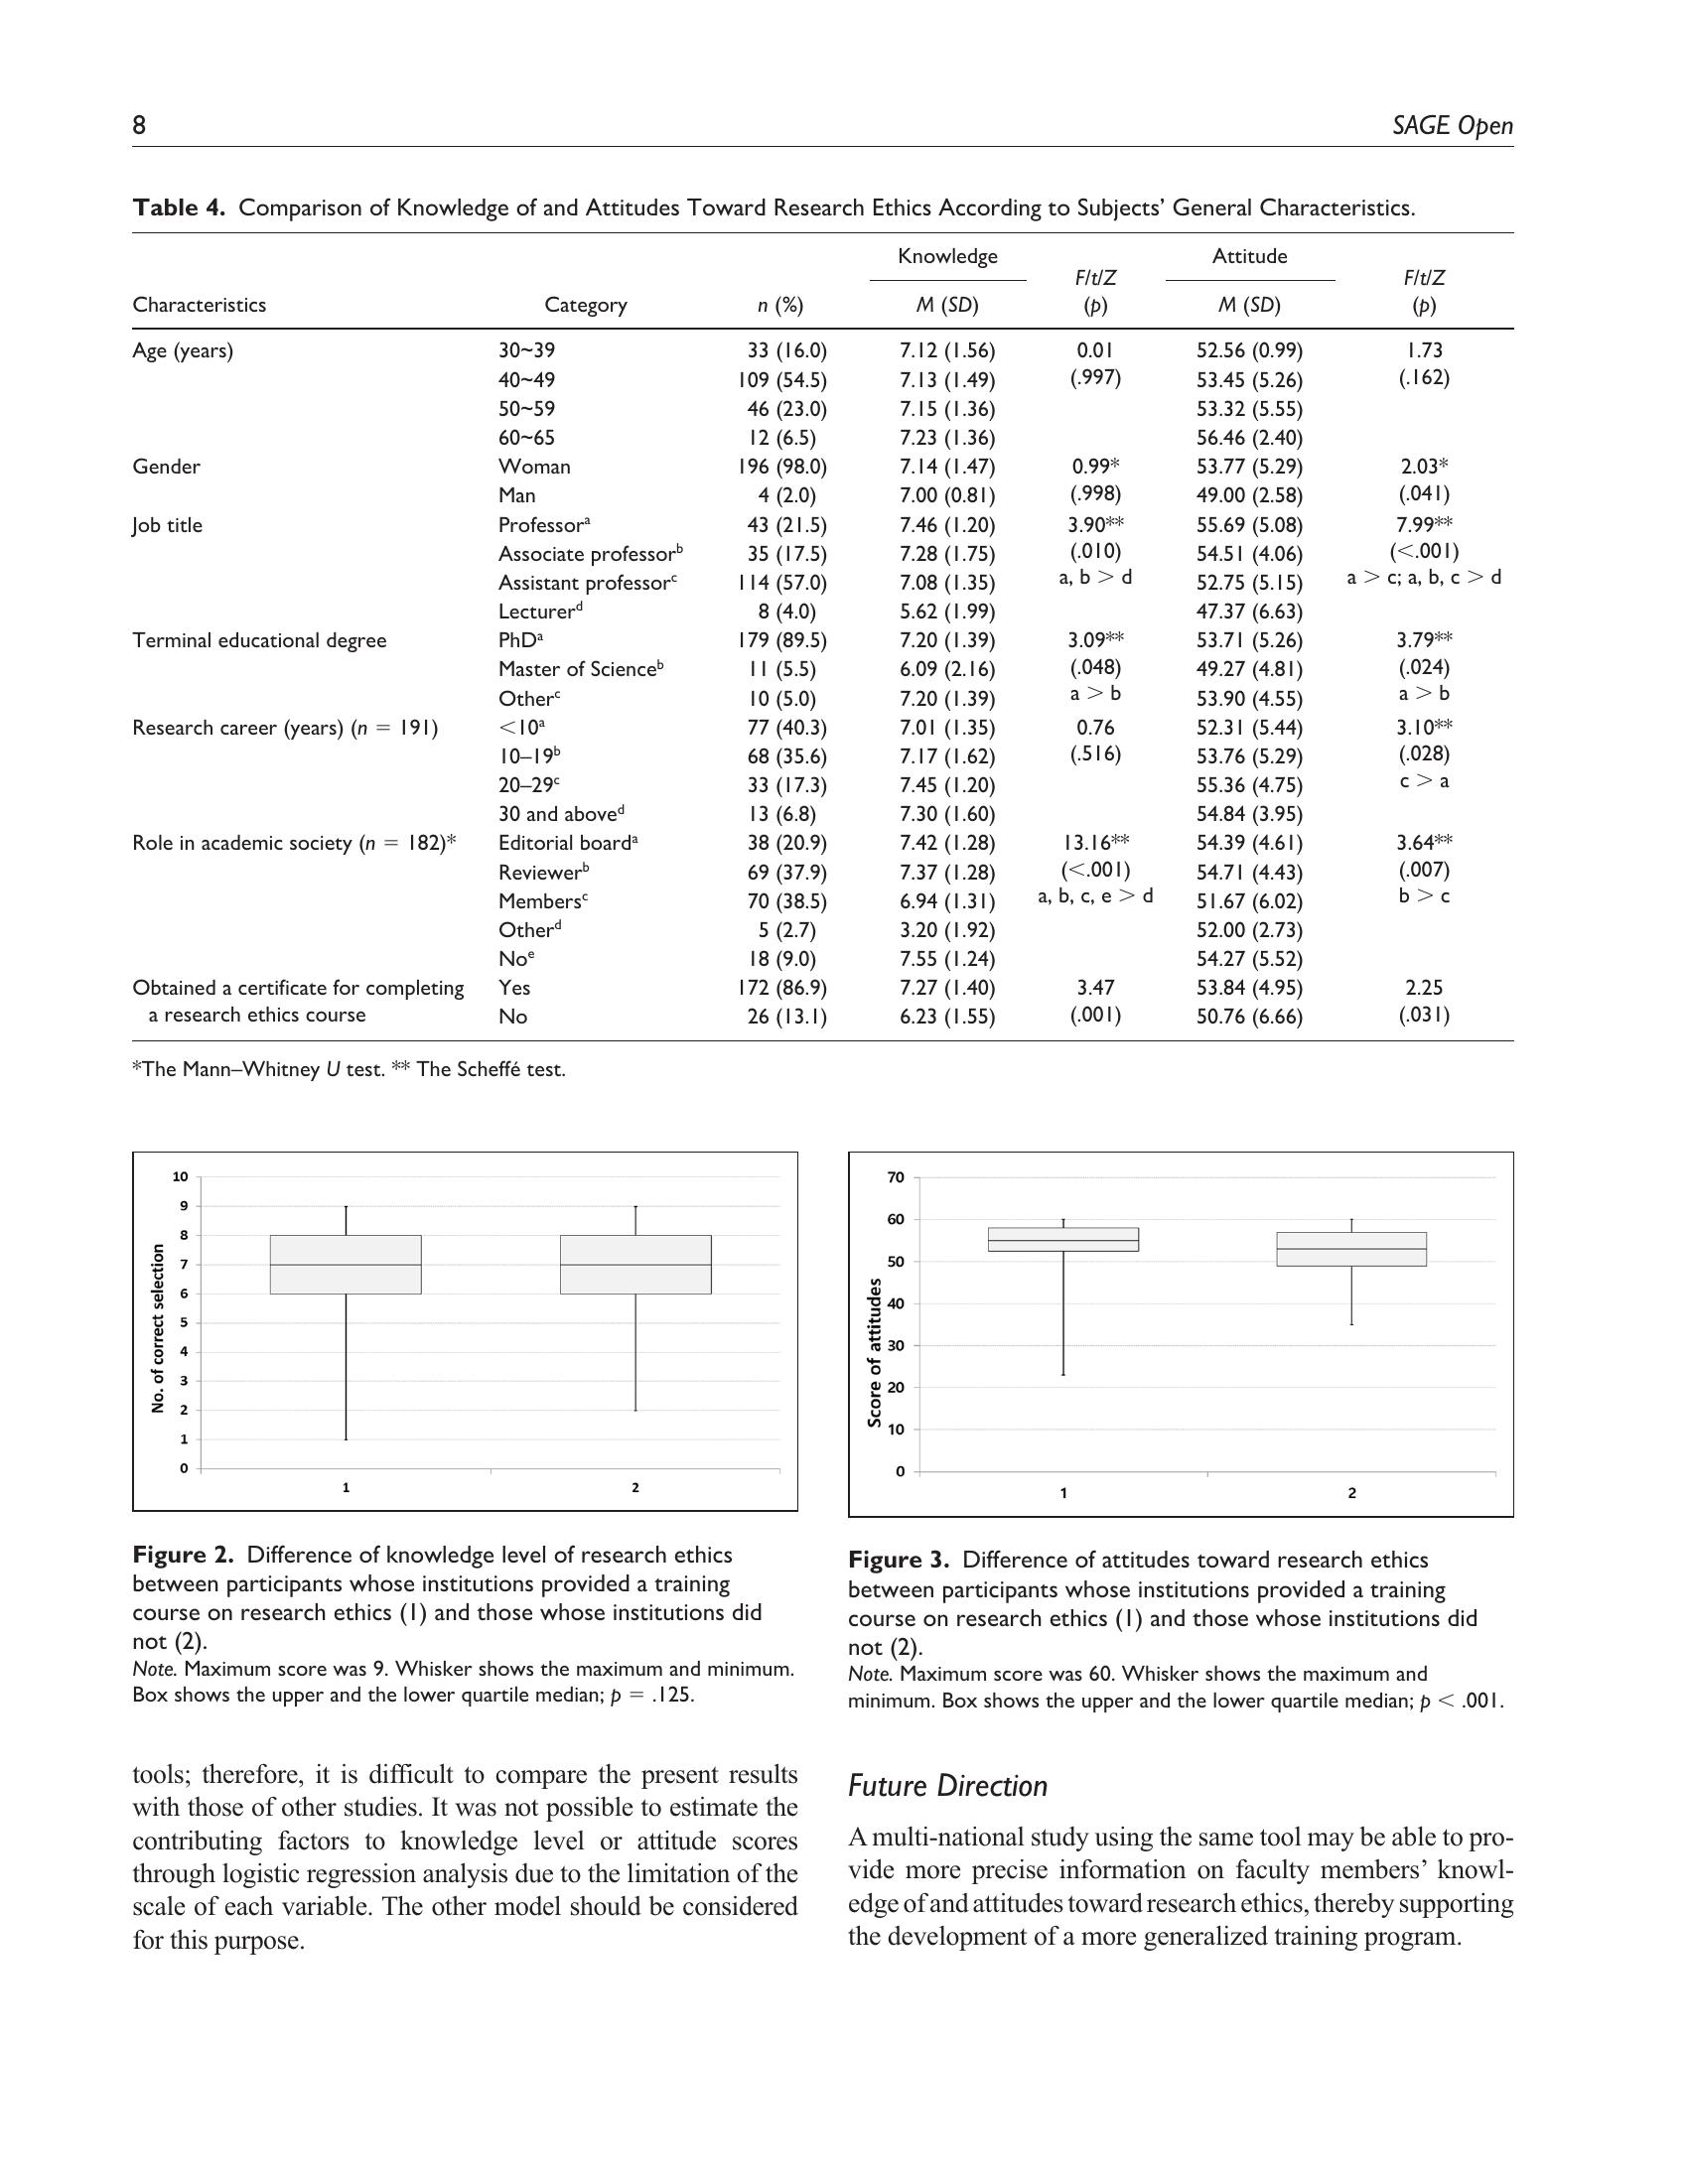 8
SAGE Open
Table 4. Comparison of Knowledge of and Attitudes Toward Research Ethics According to Subjects’ General Characteristics.
Knowledge Attitude
F/t/Z F/t/Z
Characteristics Category n (%) M (SD) (p) M (SD) (p)
Age (years) 30~39 33 (16.0) 7.12 (1.56) 0.01 52.56 (0.99) 1.73
40~49 109 (54.5) 7.13 (1.49) (.997) 53.45 (5.26) (.162)
50~59 46 (23.0) 7.15 (1.36) 53.32 (5.55)
60~65 12 (6.5) 7.23 (1.36) 56.46 (2.40)
Gender Woman 196 (98.0) 7.14 (1.47) 0.99* 53.77 (5.29) 2.03*
Man 4 (2.0) 7.00 (0.81) (.998) 49.00 (2.58) (.041)
Job title Professorᵃ 43 (21.5) 7.46 (1.20) 3.90** 55.69 (5.08) 7.99**
Associate professorᵇ 35 (17.5) 7.28 (1.75) (.010) 54.51 (4.06) (<.001)
Assistant professorᶜ 114 (57.0) 7.08 (1.35) a, b > d 52.75 (5.15) a > c; a, b, c > d
Lecturerᵈ 8 (4.0) 5.62 (1.99) 47.37 (6.63)
Terminal educational degree PhDᵃ 179 (89.5) 7.20 (1.39) 3.09** 53.71 (5.26) 3.79**
Master of Scienceᵇ 11 (5.5) 6.09 (2.16) (.048) 49.27 (4.81) (.024)
Otherᶜ 10 (5.0) 7.20 (1.39) a > b 53.90 (4.55) a > b
Research career (years) (n = 191) <10ᵃ 77 (40.3) 7.01 (1.35) 0.76 52.31 (5.44) 3.10**
10–19ᵇ 68 (35.6) 7.17 (1.62) (.516) 53.76 (5.29) (.028)
20–29ᶜ 33 (17.3) 7.45 (1.20) 55.36 (4.75) c > a
30 and aboveᵈ 13 (6.8) 7.30 (1.60) 54.84 (3.95)
Role in academic society (n = 182)* Editorial boardᵃ 38 (20.9) 7.42 (1.28) 13.16** 54.39 (4.61) 3.64**
Reviewerᵇ 69 (37.9) 7.37 (1.28) (<.001) 54.71 (4.43) (.007)
Membersᶜ 70 (38.5) 6.94 (1.31) a, b, c, e > d 51.67 (6.02) b > c
Otherᵈ 5 (2.7) 3.20 (1.92) 52.00 (2.73)
Noᵉ 18 (9.0) 7.55 (1.24) 54.27 (5.52)
Obtained a certificate for completing Yes 172 (86.9) 7.27 (1.40) 3.47 53.84 (4.95) 2.25
a research ethics course No 26 (13.1) 6.23 (1.55) (.001) 50.76 (6.66) (.031)
*The Mann–Whitney U test. ** The Scheffé test.
No. of correct selection
10
9
8
7
6
5
4
3
2
1
0
1 2
Figure 2. Difference of knowledge level of research ethics
between participants whose institutions provided a training
course on research ethics (1) and those whose institutions did
not (2).
Note. Maximum score was 9. Whisker shows the maximum and minimum.
Box shows the upper and the lower quartile median; p = .125.
tools; therefore, it is difficult to compare the present results
with those of other studies. It was not possible to estimate the
contributing factors to knowledge level or attitude scores
through logistic regression analysis due to the limitation of the
scale of each variable. The other model should be considered
for this purpose.
Score of attitudes
70
60
50
40
30
20
10
0
1 2
Figure 3. Difference of attitudes toward research ethics
between participants whose institutions provided a training
course on research ethics (1) and those whose institutions did
not (2).
Note. Maximum score was 60. Whisker shows the maximum and
minimum. Box shows the upper and the lower quartile median; p < .001.
Future Direction
A multi-national study using the same tool may be able to pro-
vide more precise information on faculty members’ knowl-
edge of and attitudes toward research ethics, thereby supporting
the development of a more generalized training program.